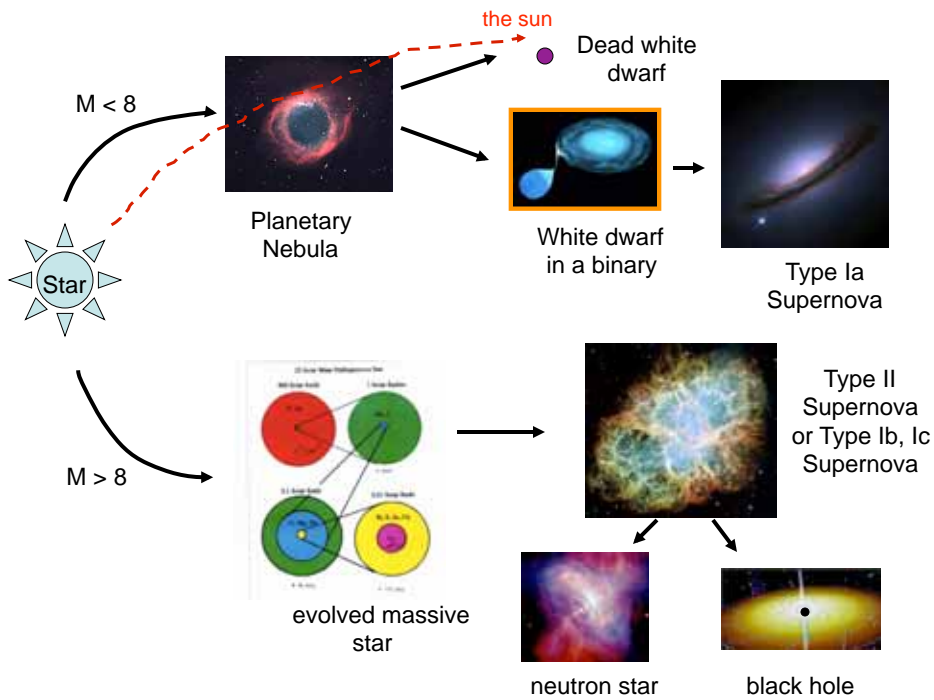 the sun
Dead white
dwarf
M < 8
Planetary
Nebula
White dwarf
in a binary
Type Ia
Supernova
Star
Type II
Supernova
or Type Ib, Ic
Supernova
M > 8
evolved massive
star
neutron star
black hole